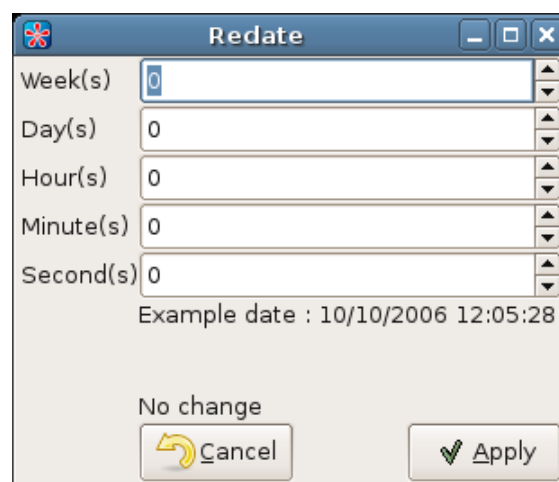 Redate
Week(s) 0
Day(s) 0
Hour(s) 0
Minute(s) 0
Second(s) 0
Example date : 10/10/2006 12:05:28
No change
Cancel Apply